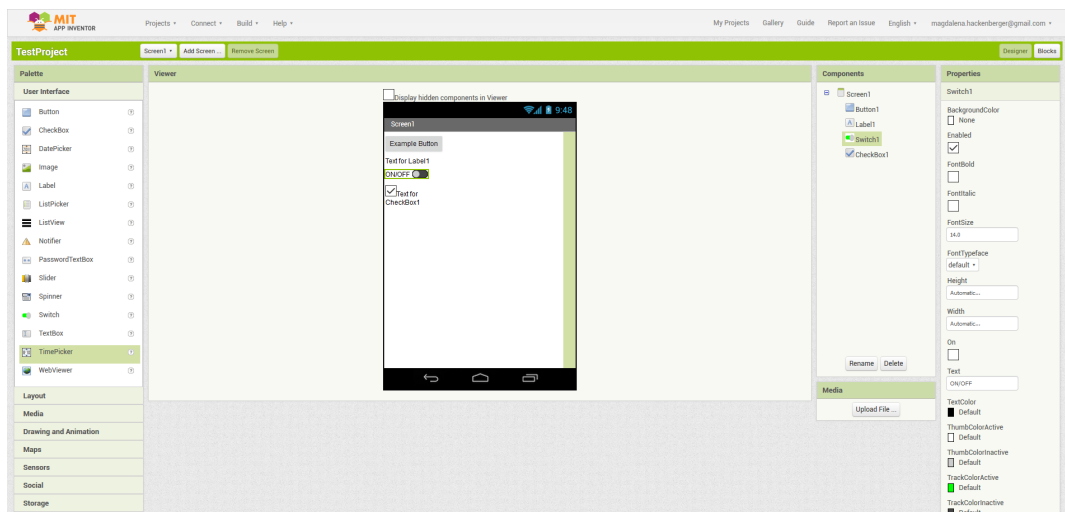 MIT
APP INVENTOR
Projects
Connect
Build
Help
My Projects
Gallery
Guide
Report an Issue
English
magdalena.hackenberger@gmail.com
TestProject
Screen1
Add Screen ...
Remove Screen
Designer
Blocks
Palette
User Interface
Button
CheckBox
DatePicker
Image
Label
ListPicker
ListView
Notifier
PasswordTextBox
Slider
Spinner
Switch
TextBox
TimePicker
WebViewer
Layout
Media
Drawing and Animation
Maps
Sensors
Social
Storage
Viewer
Display hidden components in Viewer
9:48
Screen1
Example Button
Text for Label1
ON/OFF
Text for
CheckBox1
Components
Screen1
Button1
Label1
Switch1
CheckBox1
Rename
Delete
Media
Upload File ...
Properties
Switch1
BackgroundColor
None
Enabled
FontBold
FontItalic
FontSize
14.0
FontTypeface
default
Height
Automatic...
Width
Automatic...
On
Text
ON/OFF
TextColor
Default
ThumbColorActive
Default
ThumbColorInactive
Default
TrackColorActive
Default
TrackColorInactive
Default